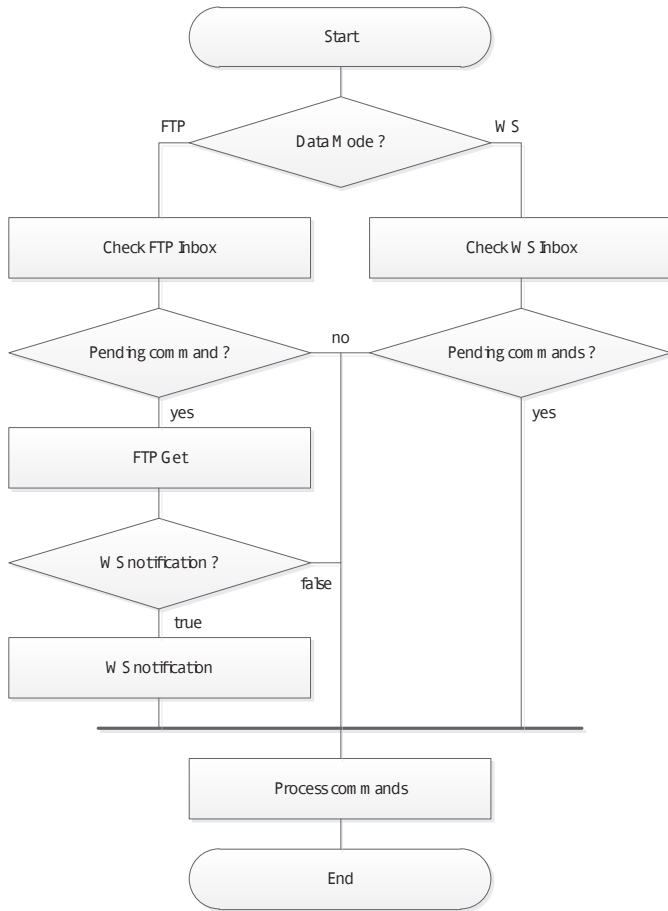 Start
Data Mode ?
FTP
WS
Check FTP Inbox
Check WS Inbox
Pending command ?
no
Pending commands ?
yes
yes
FTP Get
WS notification ?
false
true
WS notification
Process commands
End